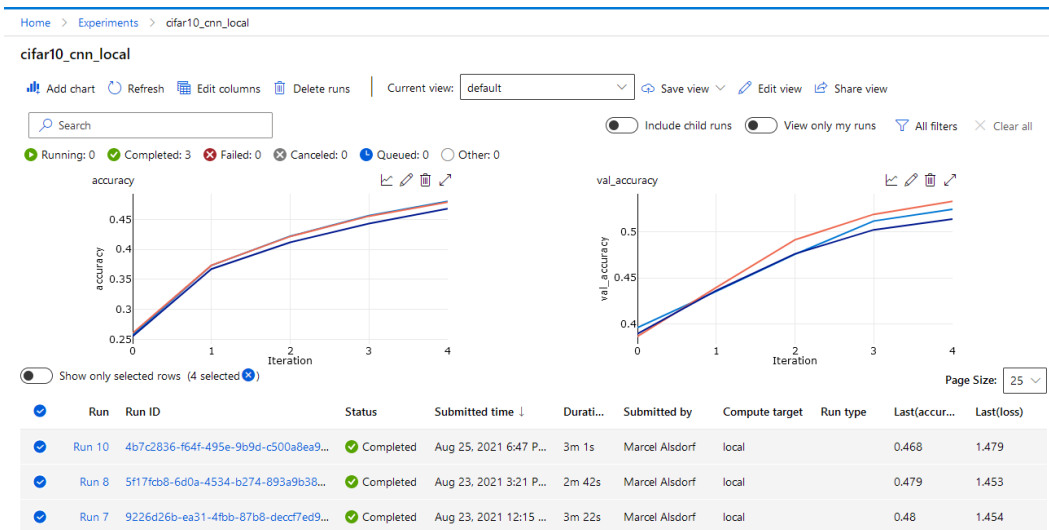 Home > Experiments > cifar10_cnn_local
cifar10_cnn_local
Add chart Refresh Edit columns Delete runs Current view: default Save view Edit view Share view
Search Include child runs View only my runs All filters Clear all
Running: 0 Completed: 3 Failed: 0 Canceled: 0 Queued: 0 Other: 0
accuracy val_accuracy
0.45
0.4
0.35
0.3
0.25
accuracy
0 1 2 3 4
Iteration
0.5
0.45
0.4
val_accuracy
0 1 2 3 4
Iteration
Show only selected rows (4 selected )
Page Size: 25
Run Run ID Status Submitted time ↓ Durati... Submitted by Compute target Run type Last(accur... Last(loss)
Run 10 4b7c2836-f64f-495e-9b9d-c500a8ea9... Completed Aug 25, 2021 6:47 P... 3m 1s Marcel Alsdorf local 0.468 1.479
Run 8 5f17fcb8-6d0a-4534-b274-893a9b38... Completed Aug 23, 2021 3:21 P... 2m 42s Marcel Alsdorf local 0.479 1.453
Run 7 9226d26b-ea31-4fbb-87b8-deccf7ed9... Completed Aug 23, 2021 12:15 ... 3m 22s Marcel Alsdorf local 0.48 1.454